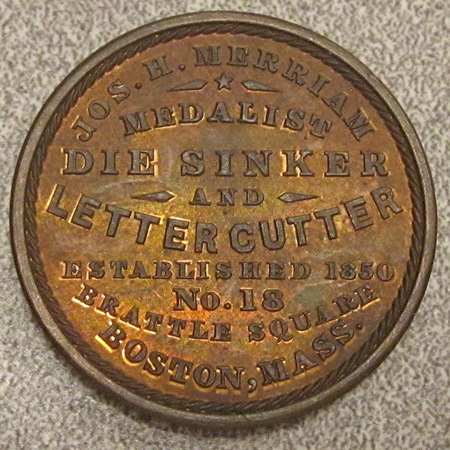 JOS. H. MERRIAM
MEDALIST
DIE SINKER
AND
LETTER CUTTER
ESTABLISHED 1850
No. 18
BRATTLE SQUARE
BOSTON, MASS.